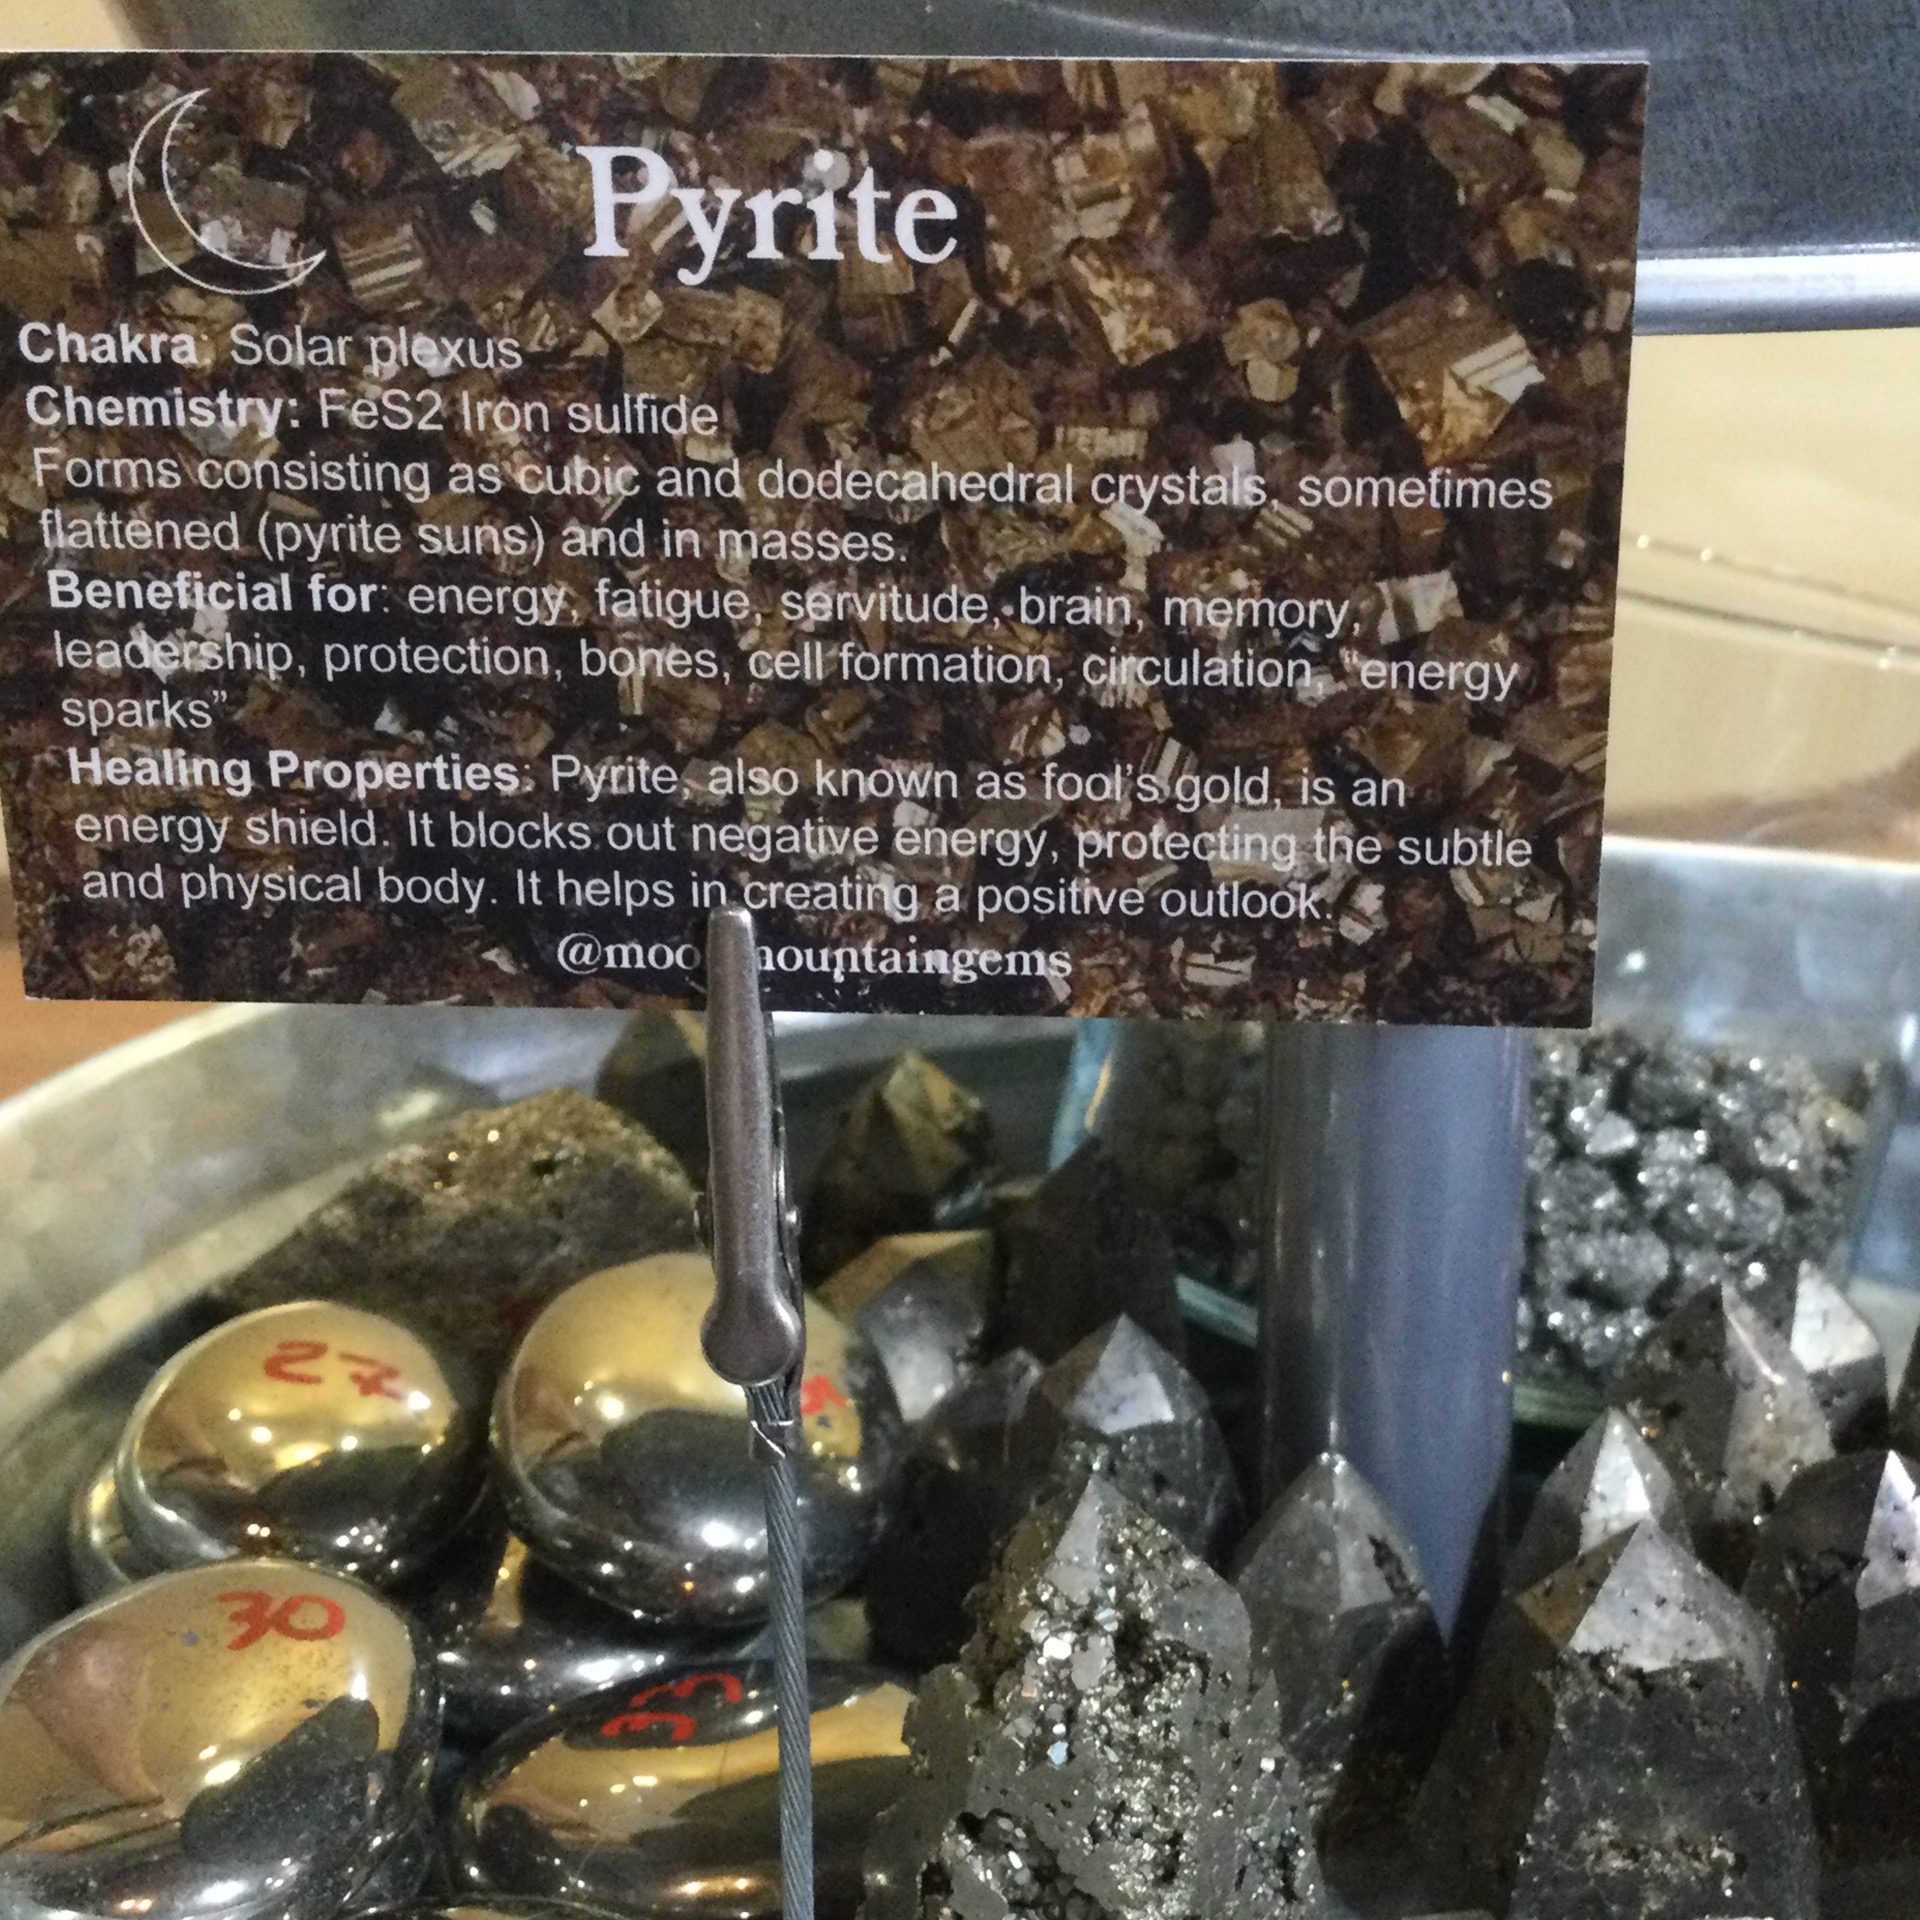 Pyrite
Chakra: Solar plexus
Chemistry: FeS2 Iron sulfide
Forms consisting as cubic and dodecahedral crystals, sometimes
flattened (pyrite suns) and in masses.
Beneficial for: energy, fatigue, servitude, brain, memory,
leadership, protection, bones, cell formation, circulation, "energy
sparks"
Healing Properties: Pyrite, also known as fool's gold, is an
energy shield. It blocks out negative energy, protecting the subtle
and physical body. It helps in creating a positive outlook.
27
30
33